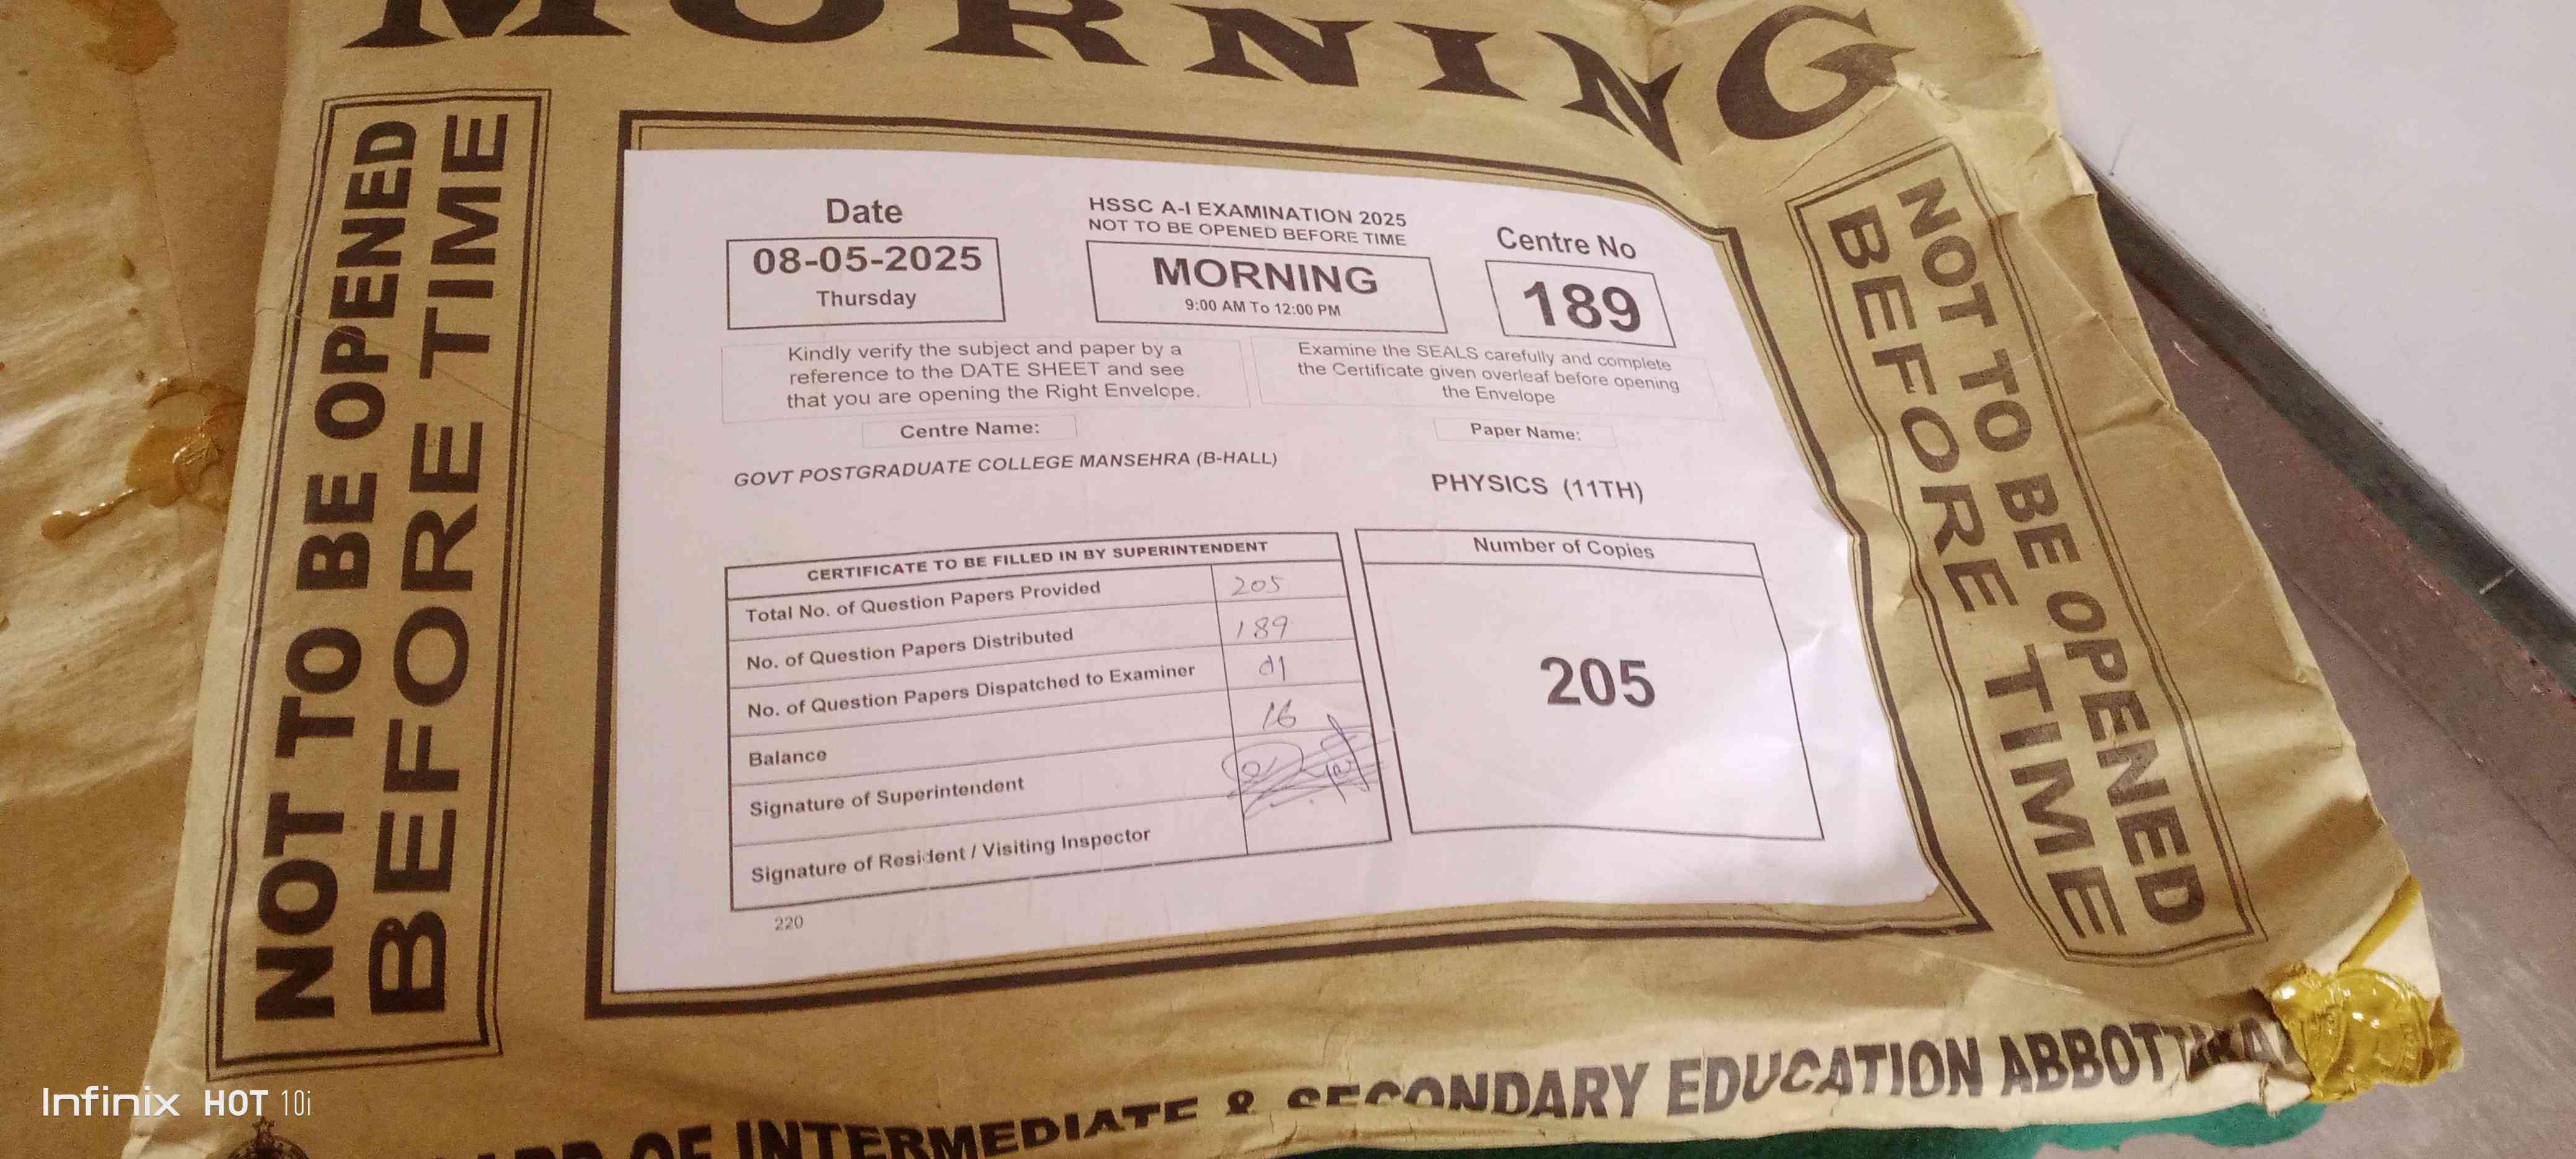 MORNING
NOT TO BE OPENED
BEFORE TIME
Date
08-05-2025
Thursday
HSSC A-I EXAMINATION 2025
NOT TO BE OPENED BEFORE TIME
MORNING
9:00 AM To 12:00 PM
Centre No
189
Kindly verify the subject and paper by a
reference to the DATE SHEET and see
that you are opening the Right Envelope.
Examine the SEALS carefully and complete
the Certificate given overleaf before opening
the Envelope
Centre Name:
GOVT POSTGRADUATE COLLEGE MANSEHRA (B-HALL)
Paper Name:
PHYSICS (11TH)
CERTIFICATE TO BE FILLED IN BY SUPERINTENDENT
Total No. of Question Papers Provided 205
No. of Question Papers Distributed 189
No. of Question Papers Dispatched to Examiner
Balance 16
Signature of Superintendent
Signature of Resident / Visiting Inspector
220
Number of Copies
205
NOT TO BE OPENED
BEFORE TIME
OF INTERMEDIATE & SECONDARY EDUCATION
Infinix HOT 10i